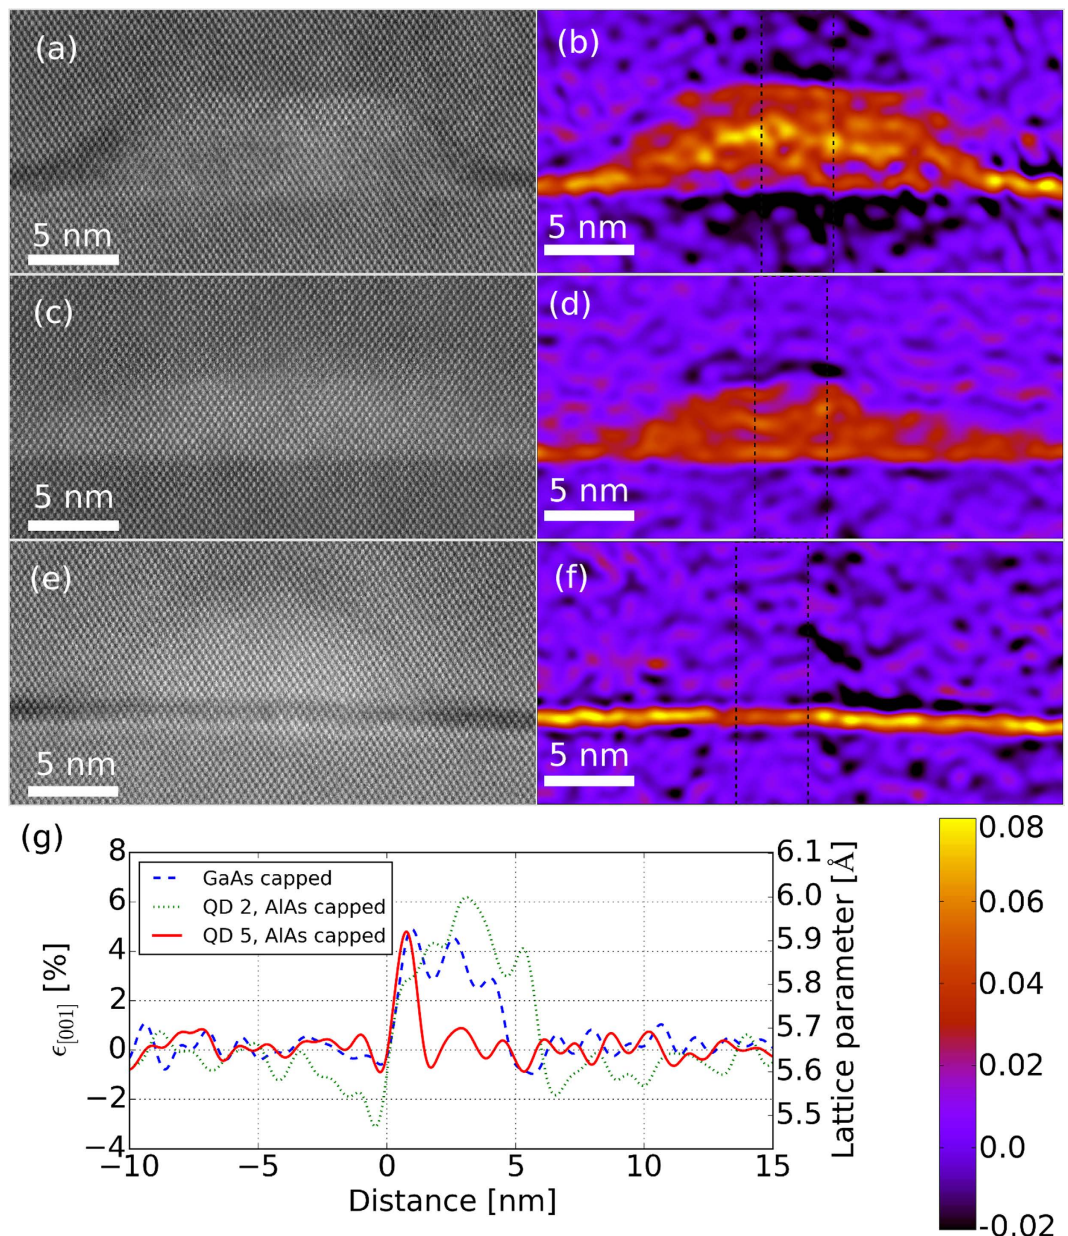 (a)
(b)
5 nm
5 nm
(c)
(d)
5 nm
5 nm
(e)
(f)
5 nm
5 nm
(g)
GaAs capped
QD 2, AlAs capped
QD 5, AlAs capped
8
6
4
2
0
−2
−4
ϵ[001] [%]
−10
−5
0
5
10
15
Distance [nm]
6.1
6.0
5.9
5.8
5.7
5.6
5.5
Lattice parameter [Å]
0.08
0.06
0.04
0.02
0.0
-0.02